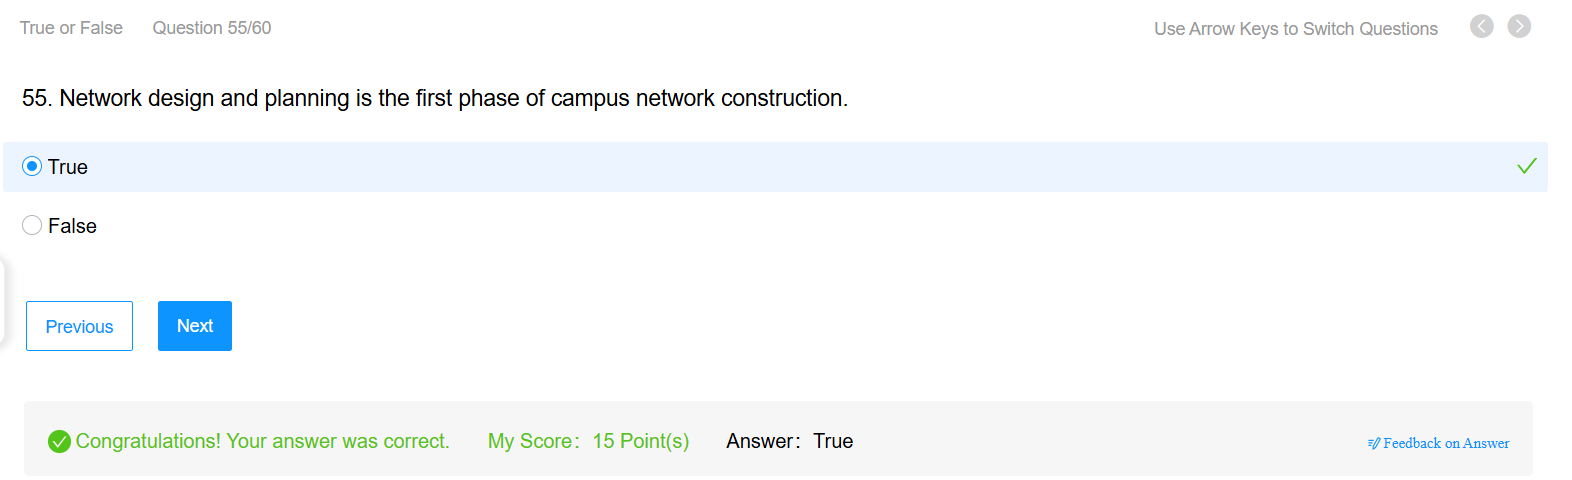 True or False Question 55/60 Use Arrow Keys to Switch Questions
55. Network design and planning is the first phase of campus network construction.
True
False
Previous Next
Congratulations! Your answer was correct. My Score： 15 Point(s) Answer： True Feedback on Answer